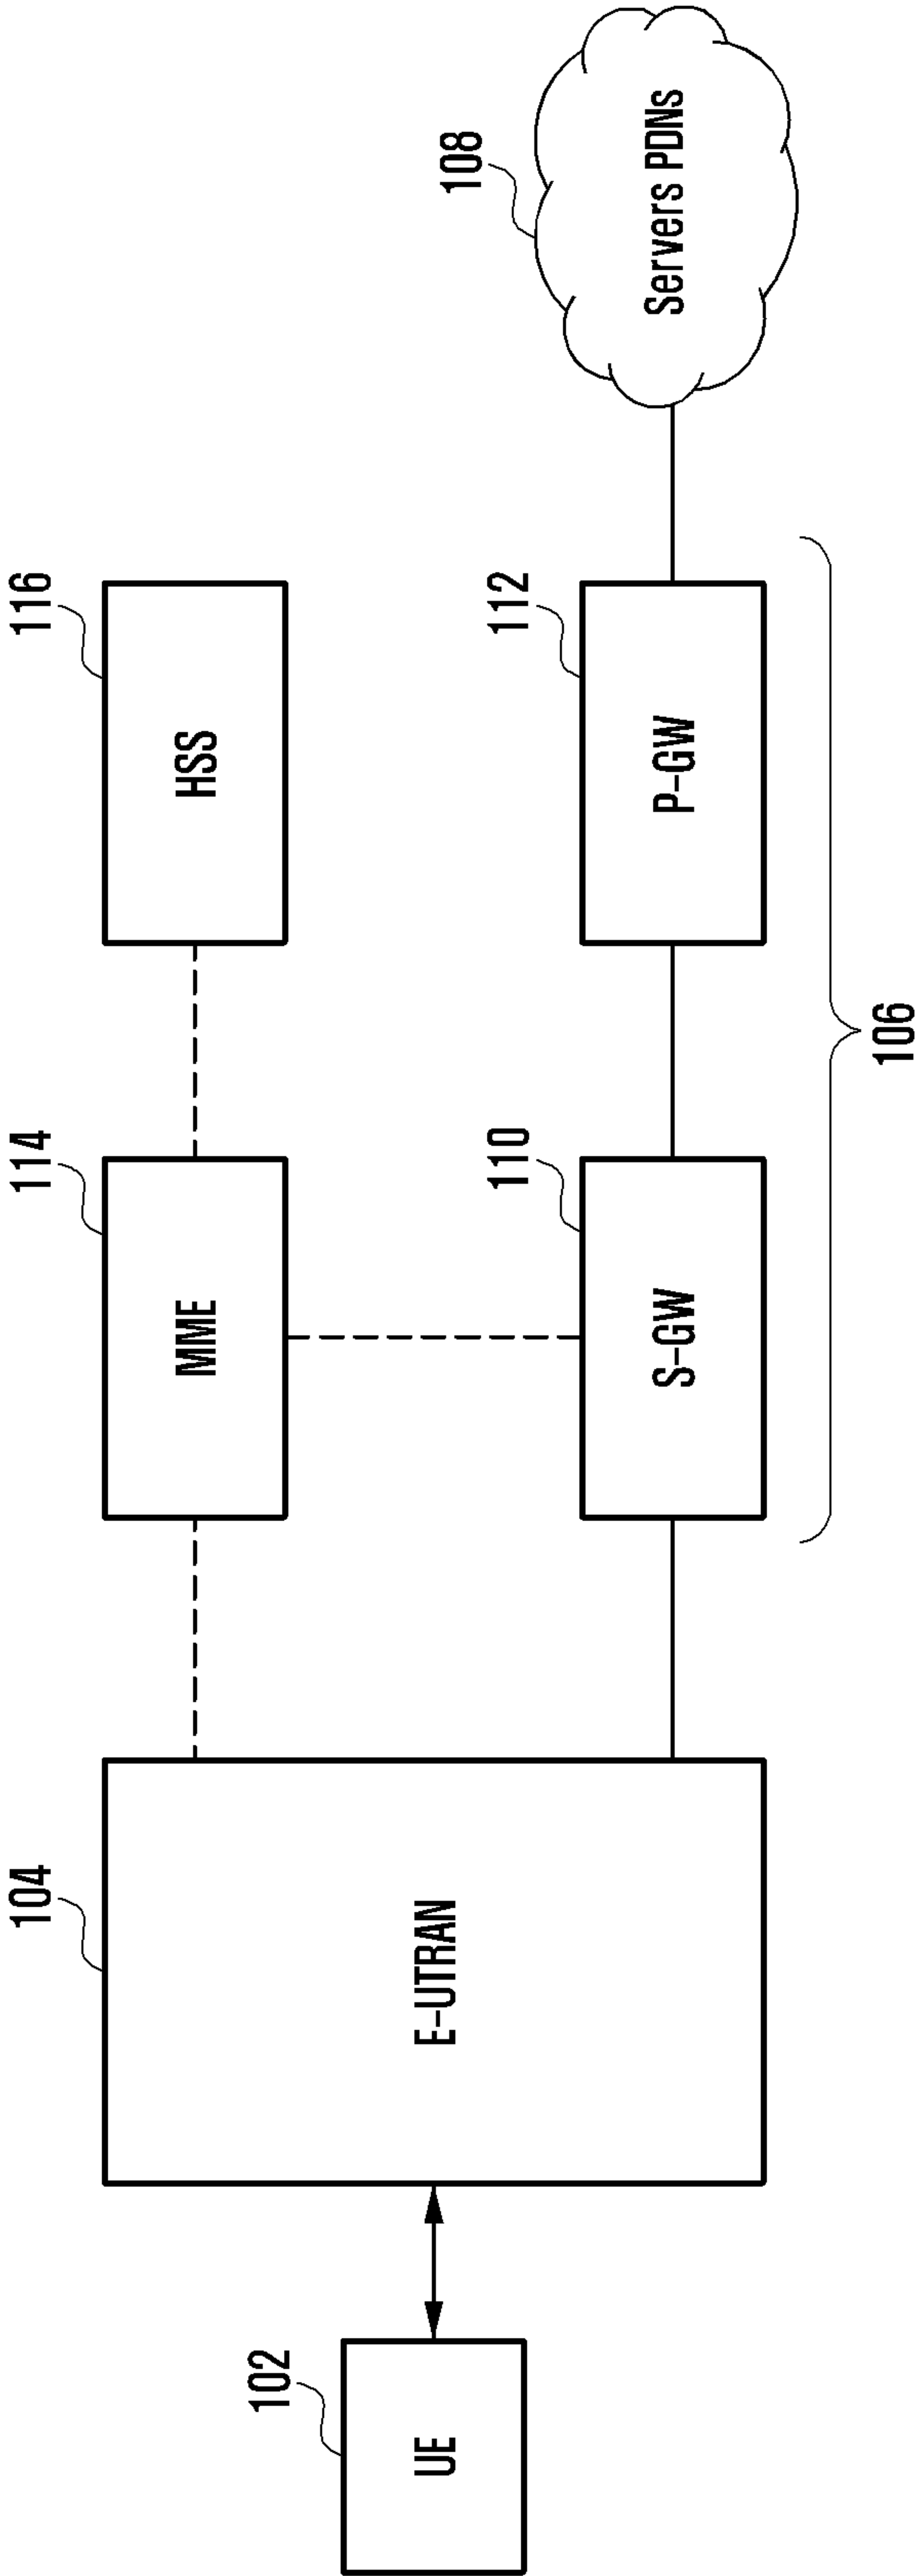 104
114
116
MME
HSS
102
108
UE
E-UTRAN
110
112
S-GW
P-GW
Servers PDNs
106